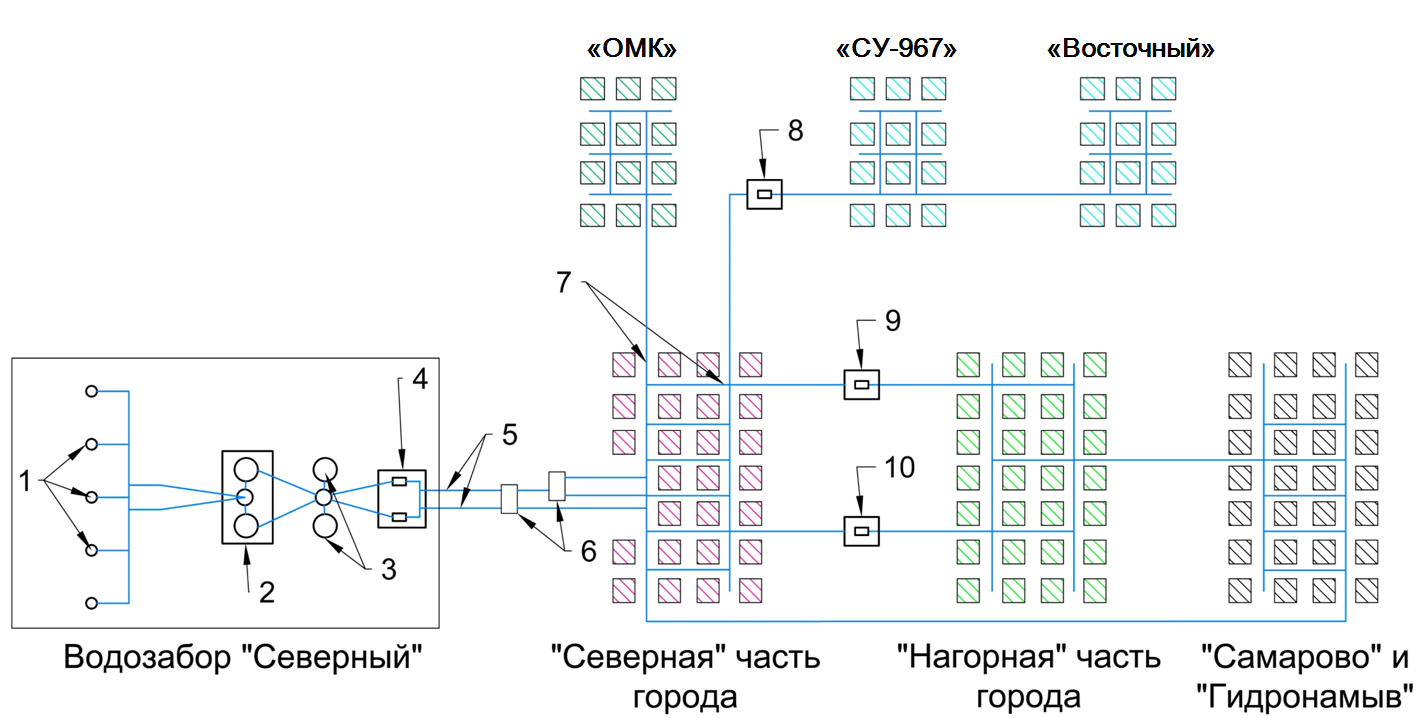 «ОМК»
«СУ-967»
«Восточный»
8
7
9
4
5
1
10
6
3
2
Водозабор "Северный"
"Северная" часть
города
"Нагорная" часть
города
"Самарово" и
"Гидронамыв"